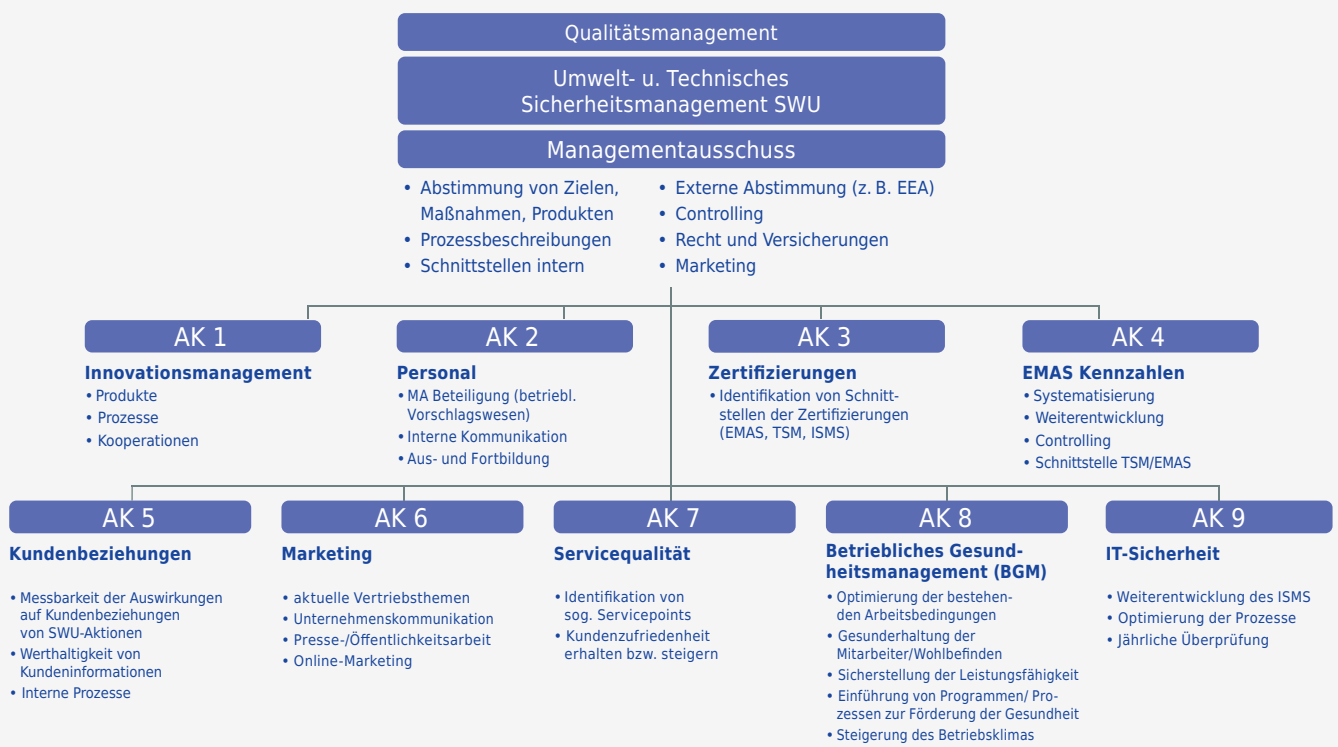 Qualitätsmanagement
Umwelt- u. Technisches
Sicherheitsmanagement SWU
Managementausschuss
• Abstimmung von Zielen,
Maßnahmen, Produkten
• Prozessbeschreibungen
• Schnittstellen intern
• Externe Abstimmung (z. B. EEA)
• Controlling
• Recht und Versicherungen
• Marketing
AK 1
Innovationsmanagement
• Produkte
• Prozesse
• Kooperationen
AK 2
Personal
• MA Beteiligung (betriebl.
Vorschlagswesen)
• Interne Kommunikation
• Aus- und Fortbildung
AK 3
Zertifizierungen
• Identifikation von Schnitt-
stellen der Zertifizierungen
(EMAS, TSM, ISMS)
AK 4
EMAS Kennzahlen
• Systematisierung
• Weiterentwicklung
• Controlling
• Schnittstelle TSM/EMAS
AK 5
Kundenbeziehungen
• Messbarkeit der Auswirkungen
auf Kundenbeziehungen
von SWU-Aktionen
• Werthaltigkeit von
Kundeninformationen
• Interne Prozesse
AK 6
Marketing
• aktuelle Vertriebsthemen
• Unternehmenskommunikation
• Presse-/Öffentlichkeitsarbeit
• Online-Marketing
AK 7
Servicequalität
• Identifikation von
sog. Servicepoints
• Kundenzufriedenheit
erhalten bzw. steigern
AK 8
Betriebliches Gesund-
heitsmanagement (BGM)
• Optimierung der bestehen-
den Arbeitsbedingungen
• Gesunderhaltung der
Mitarbeiter/Wohlbefinden
• Sicherstellung der Leistungsfähigkeit
• Einführung von Programmen/ Pro-
zessen zur Förderung der Gesundheit
• Steigerung des Betriebsklimas
AK 9
IT-Sicherheit
• Weiterentwicklung des ISMS
• Optimierung der Prozesse
• Jährliche Überprüfung